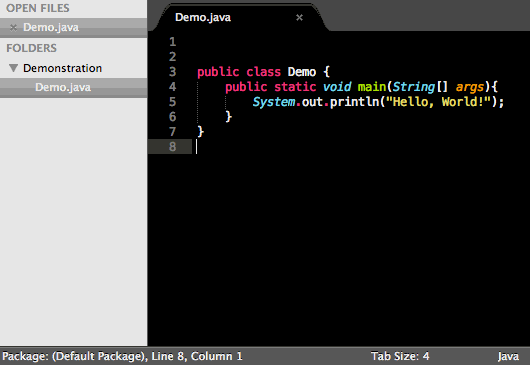 OPEN FILES
× Demo.java
FOLDERS
▼ Demonstration
Demo.java
Demo.java ×
1
2
3 public class Demo {
4 public static void main(String[] args){
5 System.out.println("Hello, World!");
6 }
7 }
8
Package: (Default Package), Line 8, Column 1 Tab Size: 4 Java